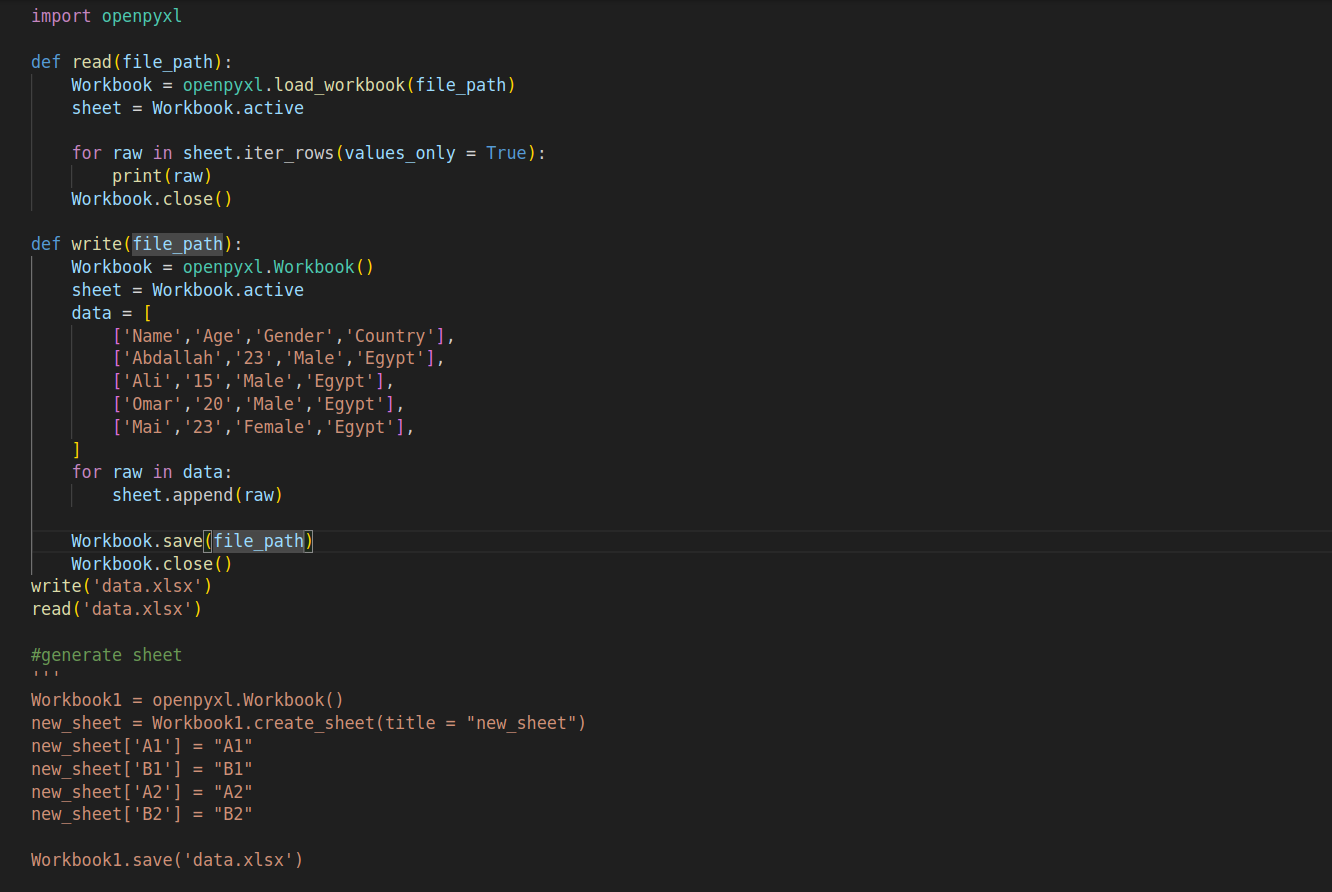 import openpyxl

def read(file_path):
    Workbook = openpyxl.load_workbook(file_path)
    sheet = Workbook.active

    for raw in sheet.iter_rows(values_only = True):
        print(raw)
    Workbook.close()

def write(file_path):
    Workbook = openpyxl.Workbook()
    sheet = Workbook.active
    data = [
        ['Name','Age','Gender','Country'],
        ['Abdallah','23','Male','Egypt'],
        ['Ali','15','Male','Egypt'],
        ['Omar','20','Male','Egypt'],
        ['Mai','23','Female','Egypt'],
    ]
    for raw in data:
        sheet.append(raw)

    Workbook.save(file_path)
    Workbook.close()
write('data.xlsx')
read('data.xlsx')

#generate sheet
'''
Workbook1 = openpyxl.Workbook()
new_sheet = Workbook1.create_sheet(title = "new_sheet")
new_sheet['A1'] = "A1"
new_sheet['B1'] = "B1"
new_sheet['A2'] = "A2"
new_sheet['B2'] = "B2"

Workbook1.save('data.xlsx')